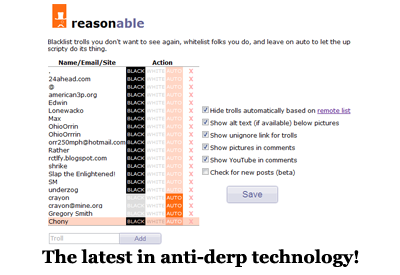 reasonable
Blacklist trolls you don't want to see again, whitelist folks you do, and leave on auto to let the up
scripty do its thing.
Name/Email/Site Action
. BLACK WHITE AUTO X
24ahead.com BLACK WHITE AUTO X
@ BLACK WHITE AUTO X
american3p.org BLACK WHITE AUTO X
Edwin BLACK WHITE AUTO X
Lonewacko BLACK WHITE AUTO X
Max BLACK WHITE AUTO X
OhioOrrin BLACK WHITE AUTO X
OhiOrrin BLACK WHITE AUTO X
orr250mph@hotmail.com BLACK WHITE AUTO X
Rather BLACK WHITE AUTO X
rctlfy.blogspot.com BLACK WHITE AUTO X
shrike BLACK WHITE AUTO X
Slap the Enlightened! BLACK WHITE AUTO X
SM BLACK WHITE AUTO X
underzog BLACK WHITE AUTO X
crayon BLACK WHITE AUTO X
crayon@mine.org BLACK WHITE AUTO X
Gregory Smith BLACK WHITE AUTO X
Chony BLACK WHITE AUTO X
Troll Add
Hide trolls automatically based on remote list
Show alt text (if available) below pictures
Show unignore link for trolls
Show pictures in comments
Show YouTube in comments
Check for new posts (beta)
Save
The latest in anti-derp technology!